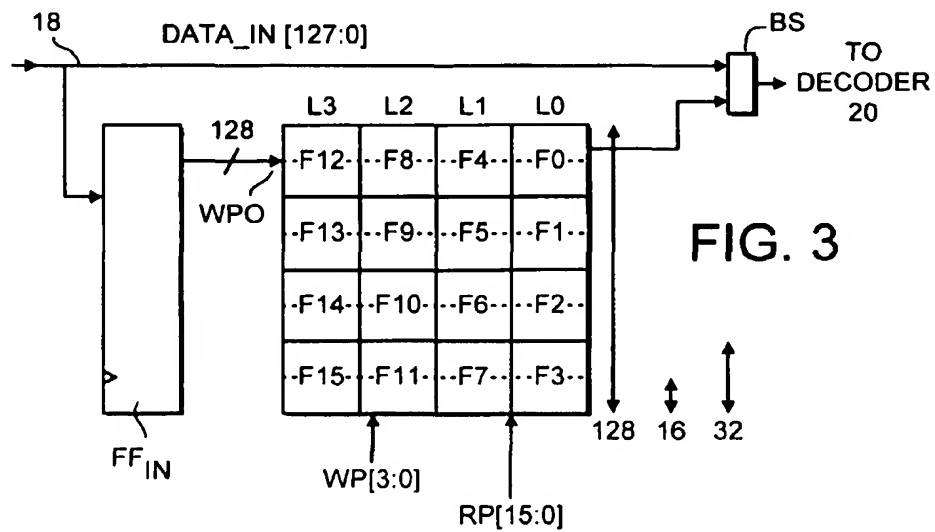 18
DATA_IN [127:0]
BS
TO
DECODER
20
L3 L2 L1 L0
128
WPO
F12 F8 F4 F0
F13 F9 F5 F1
F14 F10 F6 F2
F15 F11 F7 F3
FIG. 3
128 16 32
FFIN
WP[3:0]
RP[15:0]